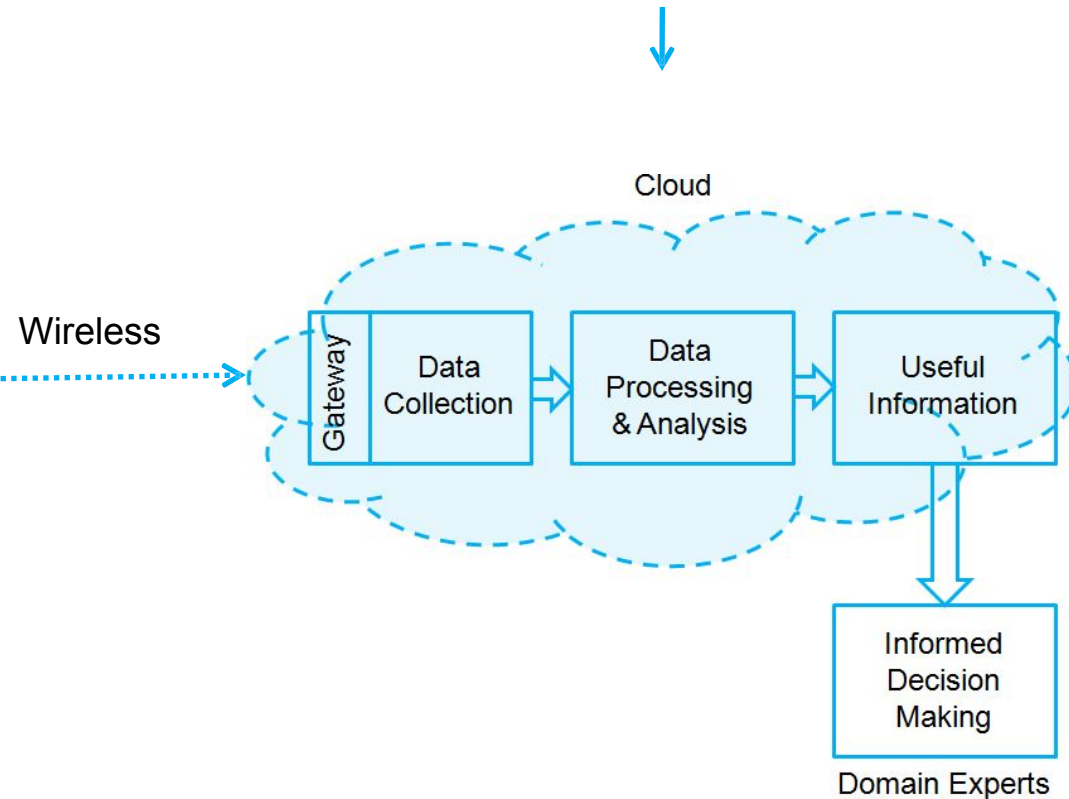 Cloud
Wireless
Gateway
Data
Collection
Data
Processing
& Analysis
Useful
Information
Informed
Decision
Making
Domain Experts